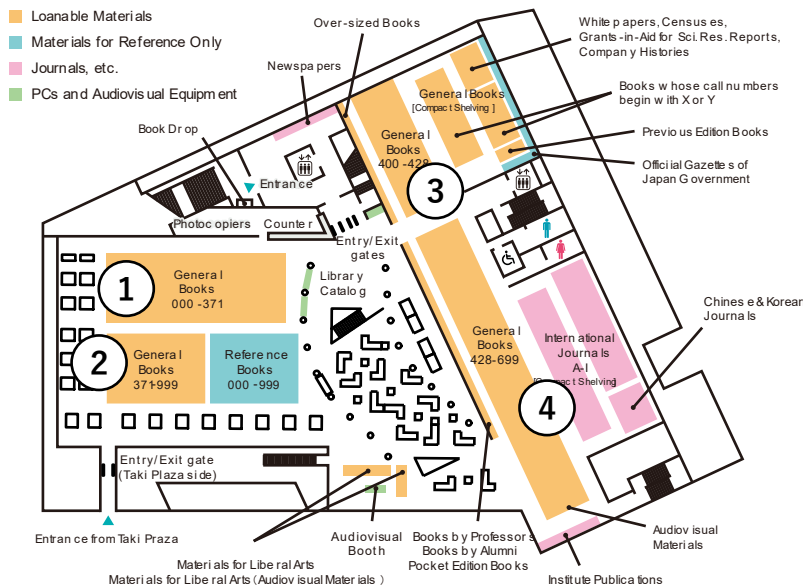 Loanable Materials
Materials for Reference Only
Journals, etc.
PCs and Audiovisual Equipment
Over-sized Books
Newspapers
Book Drop
Entrance
Photocopiers
Counter
Entry/Exit
gates
White papers, Censuses,
Grants-in-Aid for Sci. Res. Reports,
Company Histories
General Books
[Compact Shelving]
Books whose call numbers
begin with X or Y
Previous Edition Books
Officiial Gazettes of
Japan Government
General
Books
400-428
3
1
General
Books
000-371
Library
Catalog
2
General
Books
371-999
Reference
Books
000-999
General
Books
428-699
International
Journals
A-I
[Compact Shelving]
4
Chinese & Korean
Journals
Entry/Exit gate
(Taki Plaza side)
Entrance from Taki Praza
Materials for Liberal Arts
Materials for Liberal Arts (Audiovisual Materials)
Audiovisual
Booth
Books by Professors
Books by Alumni
Pocket Edition Books
Audiovisual
Materials
Institute Publications